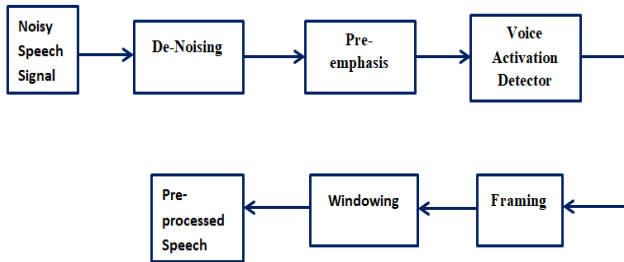 Noisy
Speech
Signal
De-Noising
Pre-
emphasis
Voice
Activation
Detector
Pre-
processed
Speech
Windowing
Framing